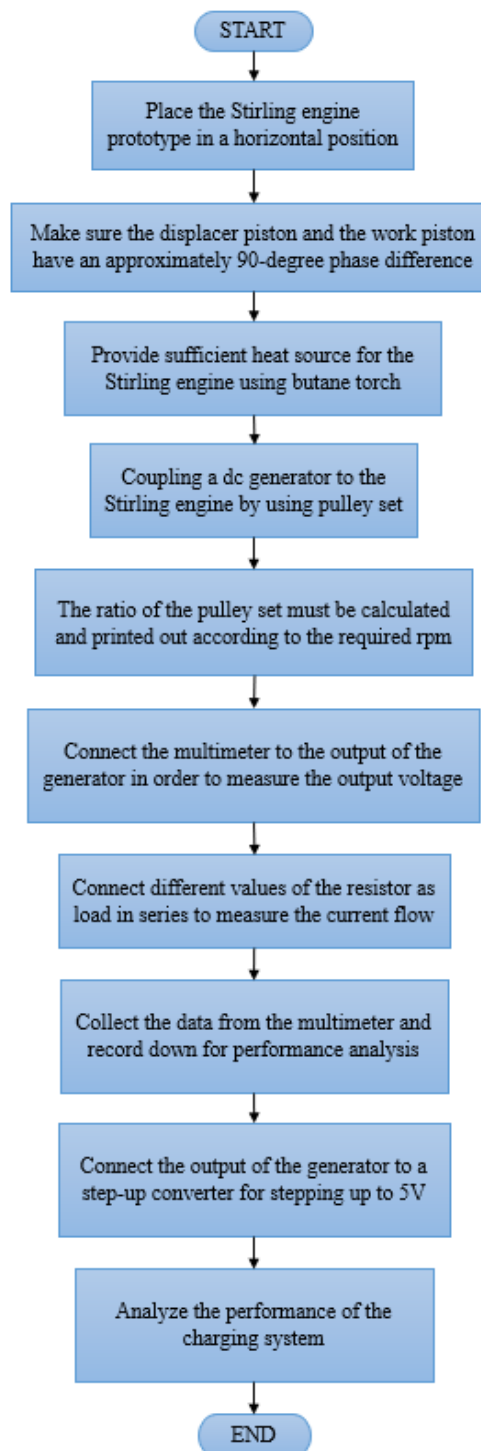 START
Place the Stirling engine
prototype in a horizontal position
Make sure the displacer piston and the work piston
have an approximately 90-degree phase difference
Provide sufficient heat source for the
Stirling engine using butane torch
Coupling a dc generator to the
Stirling engine by using pulley set
The ratio of the pulley set must be calculated
and printed out according to the required rpm
Connect the multimeter to the output of the
generator in order to measure the output voltage
Connect different values of the resistor as
load in series to measure the current flow
Collect the data from the multimeter and
record down for performance analysis
Connect the output of the generator to a
step-up converter for stepping up to 5V
Analyze the performance of the
charging system
END